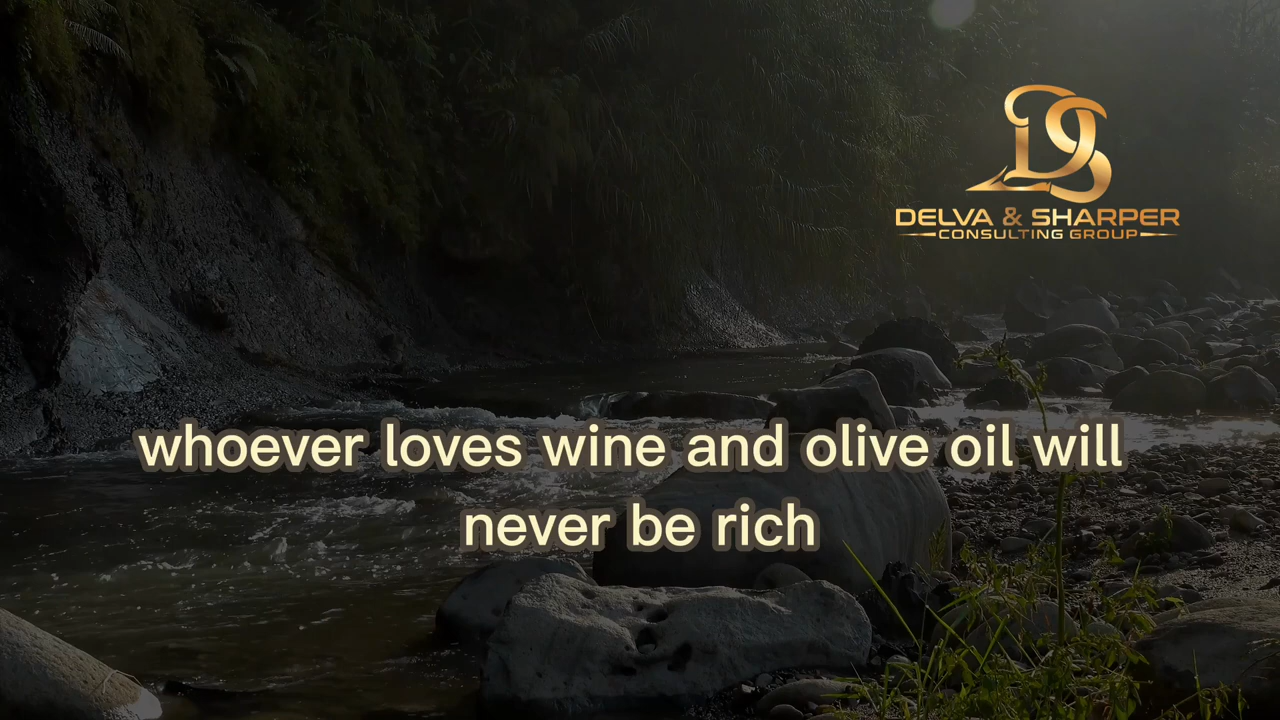 DELVA & SHARPER
CONSULTING GROUP
whoever loves wine and olive oil will
never be rich